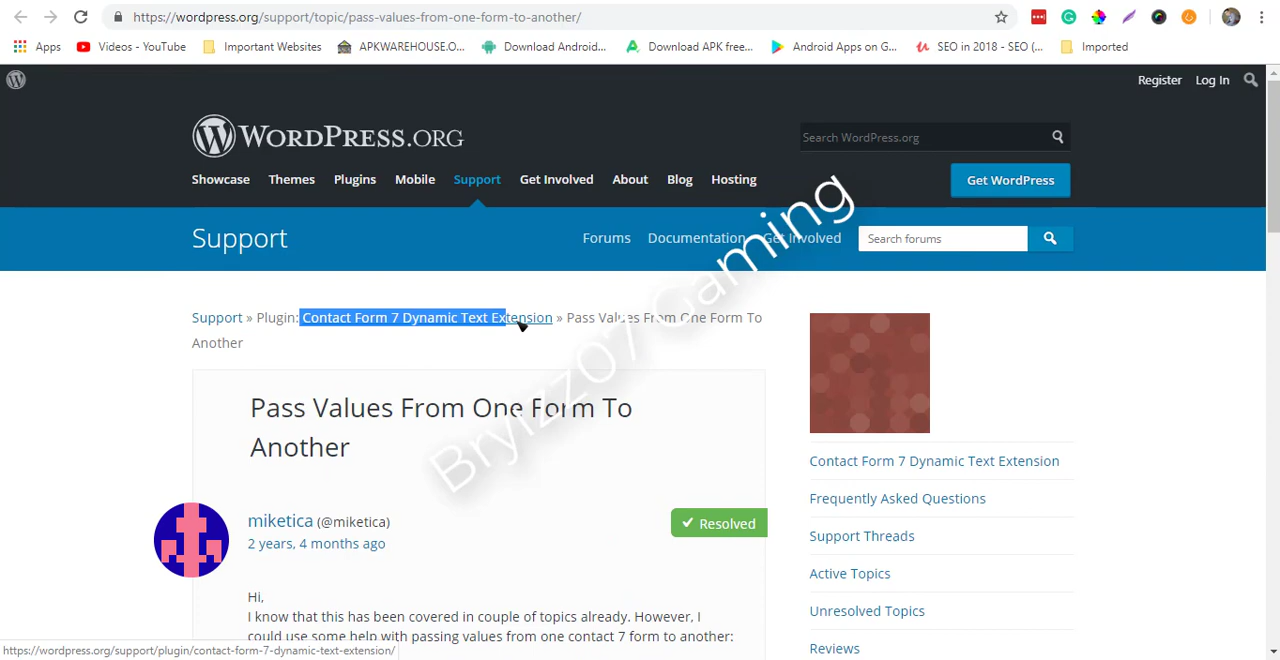 https://wordpress.org/support/topic/pass-values-from-one-form-to-another/
Apps Videos - YouTube Important Websites APKWAREHOUSE.O... Download Android... Download APK free... Android Apps on G... SEO in 2018 - SEO (... Imported
Register Log In
WORDPRESS.ORG
Search WordPress.org
Showcase Themes Plugins Mobile Support Get Involved About Blog Hosting
Get WordPress
Support
Forums Documentation Get Involved
Search forums
Support » Plugin: Contact Form 7 Dynamic Text Extension » Pass Values From One Form To
Another
Pass Values From One Form To
Another
miketica (@miketica)
2 years, 4 months ago
Resolved
Hi,
I know that this has been covered in couple of topics already. However, I
could use some help with passing values from one contact 7 form to another:
Contact Form 7 Dynamic Text Extension
Frequently Asked Questions
Support Threads
Active Topics
Unresolved Topics
Reviews
https://wordpress.org/support/plugin/contact-form-7-dynamic-text-extension/